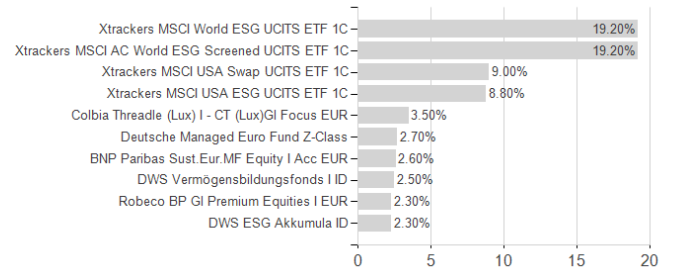 Xtrackers MSCI World ESG UCITS ETF 1C 19.20%
Xtrackers MSCI AC World ESG Screened UCITS ETF 1C 19.20%
Xtrackers MSCI USA Swap UCITS ETF 1C 9.00%
Xtrackers MSCI USA ESG UCITS ETF 1C 8.80%
Colbia Threadle (Lux) I - CT (Lux)Gl Focus EUR 3.50%
Deutsche Managed Euro Fund Z-Class 2.70%
BNP Paribas Sust.Eur.MF Equity I Acc EUR 2.60%
DWS Vermögensbildungsfonds I ID 2.50%
Robeco BP Gl Premium Equities I EUR 2.30%
DWS ESG Akkumula ID 2.30%
0 5 10 15 20